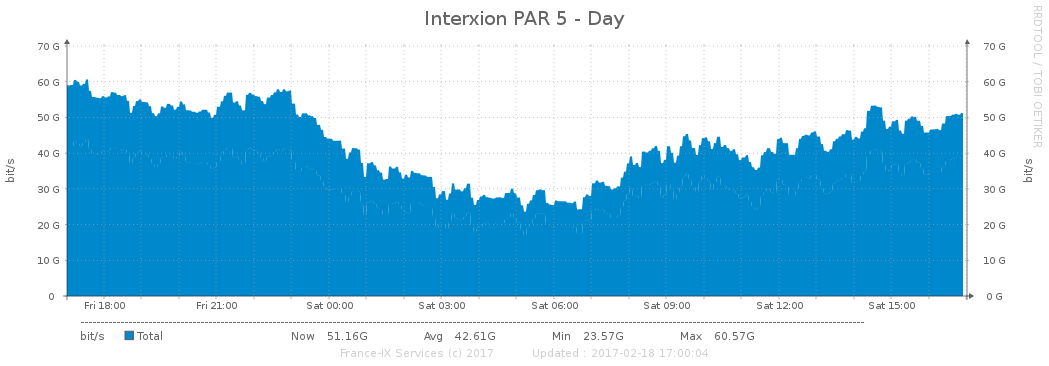 Interxion PAR 5 - Day
RRDTOOL / TOBI OETIKER
70 G 70 G
60 G 60 G
50 G 50 G
40 G 40 G
30 G 30 G
20 G 20 G
10 G 10 G
0 0 G
bit/s bit/s
Fri 18:00 Fri 21:00 Sat 00:00 Sat 03:00 Sat 06:00 Sat 09:00 Sat 12:00 Sat 15:00
bit/s Total Now 51.16G Avg 42.61G Min 23.57G Max 60.57G
France-IX Services (c) 2017 Updated : 2017-02-18 17:00:04